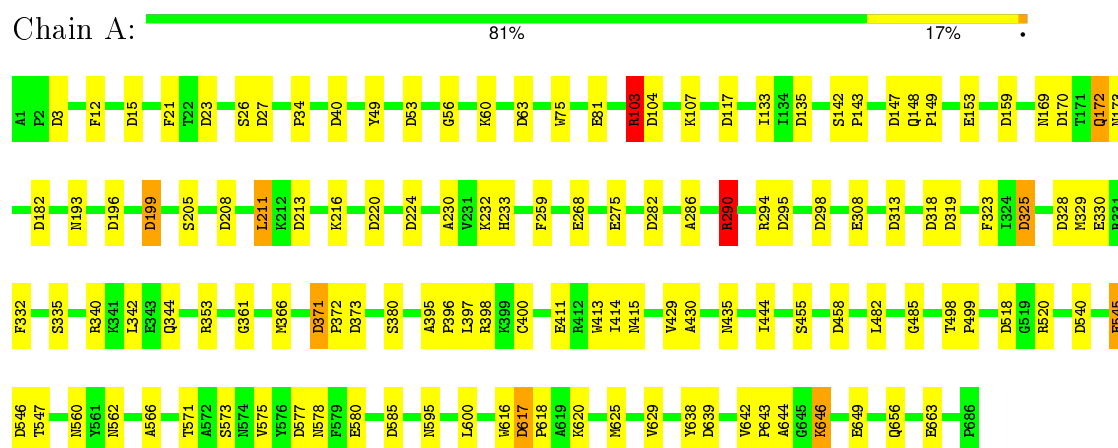 Chain A:
81% 17% •
A1 P2 D3 F12 D15 F21 T22 D23 S26 D27 P34 D40 Y49 D53 G56 K60 D63 W75 E81 R103 D104 K107 D117 I133 I134 D135 S142 P143 D147 Q148 P149 E153 D159 N169 D170 T171 Q172 N173
D182 N193 D196 D199 S205 D208 L211 K212 D213 K216 D220 D224 A230 V231 K232 H233 F259 E268 E275 D282 A286 R290 R294 D295 D298 E308 D313 D318 D319 F323 I324 D325 D328 M329 E330 R331
F332 S335 R340 K341 L342 E343 Q344 R353 G361 M366 D371 P372 D373 S380 A395 P396 L397 R398 K399 C400 E411 R412 W413 I414 N415 V429 A430 N435 I444 S455 D458 L482 G485 T498 P499 D518 G519 R520 D540 E545
D546 T547 N560 Y561 N562 A566 T571 A572 S573 N574 V575 Y576 D577 N578 F579 E580 D585 N595 L600 W616 D617 P618 A619 K620 M625 V629 Y638 D639 V642 P643 A644 G645 K646 E649 Q656 E663 P686